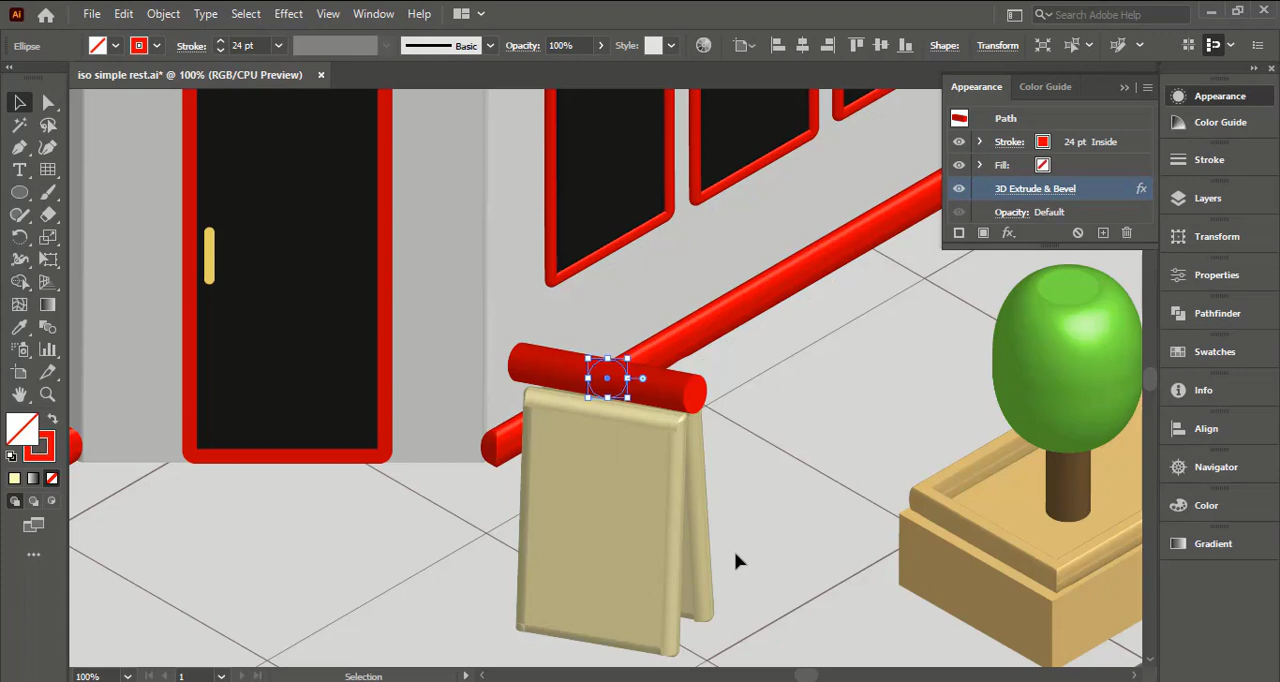 Ai File Edit Object Type Select Effect View Window Help Search Adobe Help
Ellipse Stroke: 24 pt Basic Opacity: 100% Style: Shape: Transform
iso simple rest.ai* @ 100% (RGB/CPU Preview)
Appearance Color Guide
Path
Stroke: 24 pt Inside
Fill:
3D Extrude & Bevel fx
Opacity: Default
fx.
Appearance
Color Guide
Stroke
Layers
Transform
Properties
Pathfinder
Swatches
Info
Align
Navigator
Color
Gradient
100% 1 Selection